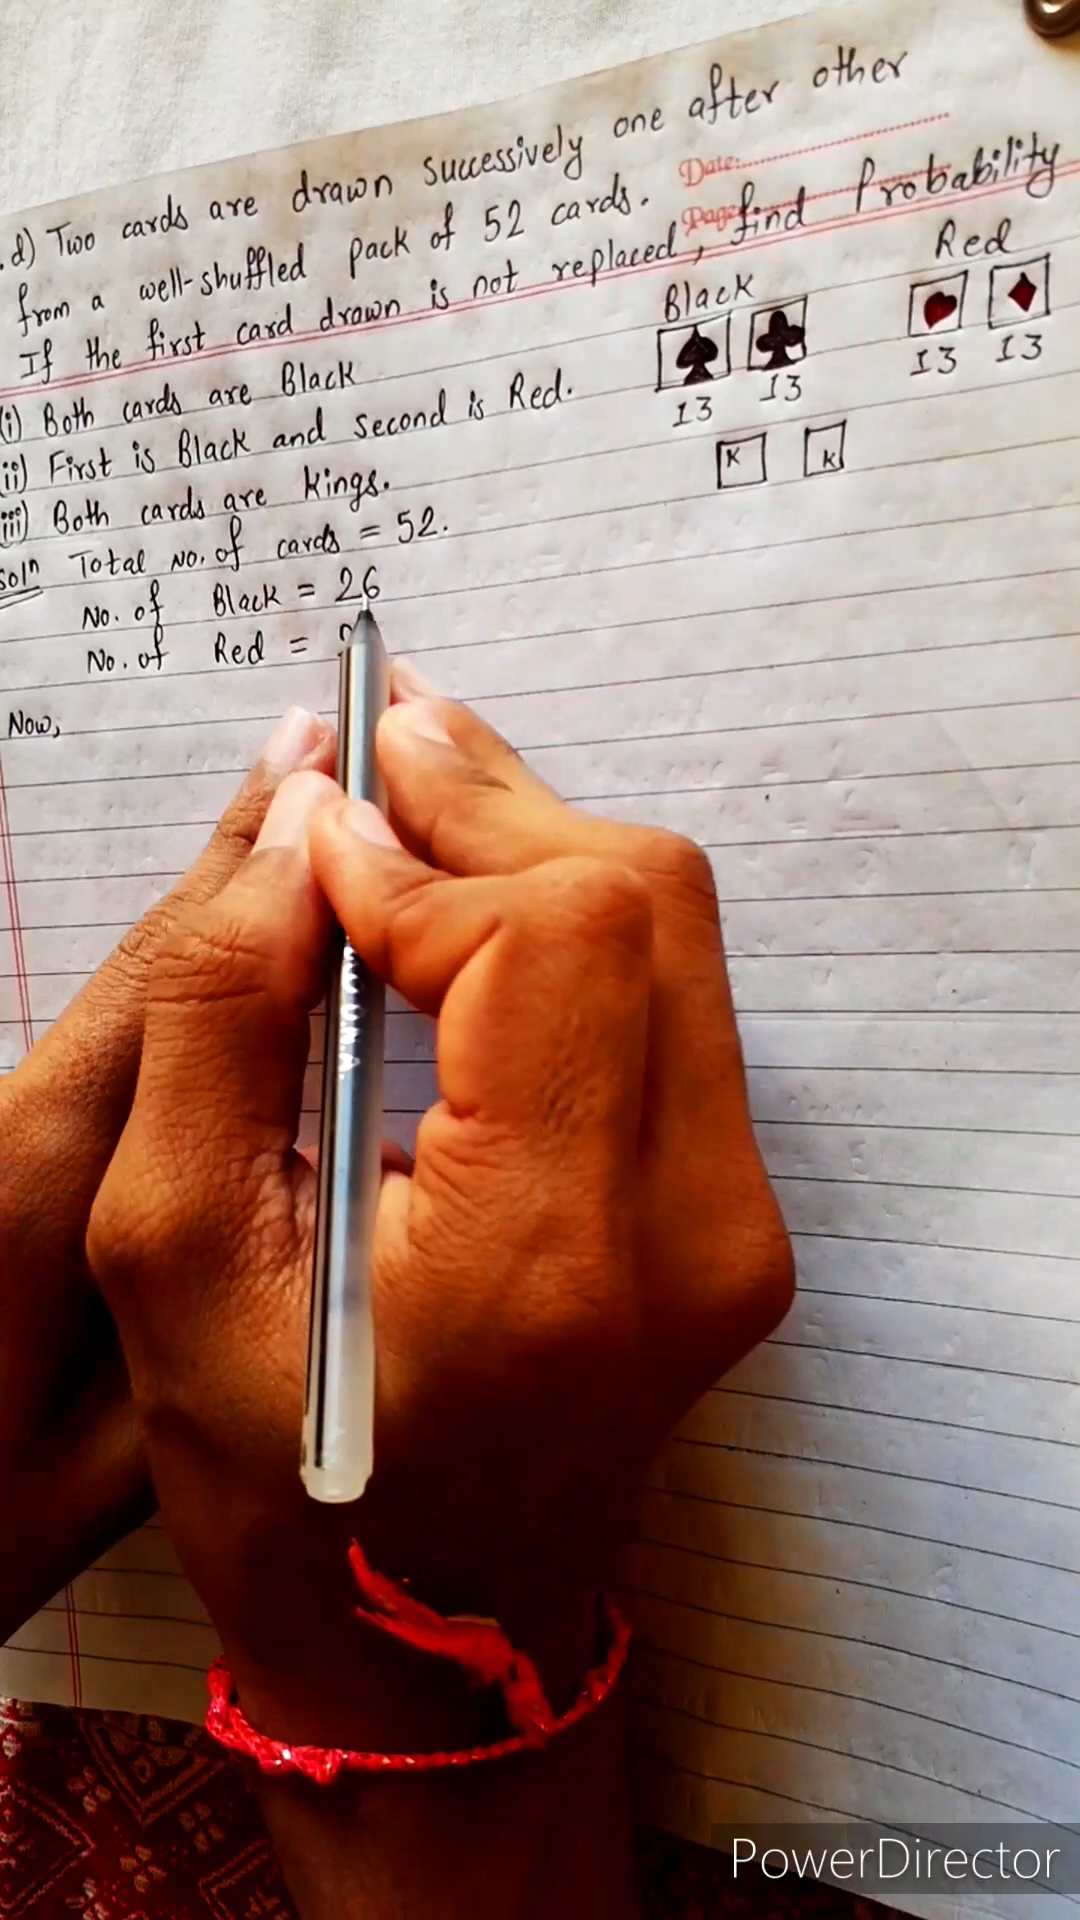 .d) Two cards are drawn successively one after other
from a well-shuffled pack of 52 cards.
Date:
Page
If the first card drawn is not replaced, find Probability
Black
Red
13 13
13 13
(i) Both cards are Black
(ii) First is Black and second is Red.
K K
(iii) Both cards are kings.
Soln Total No. of cards = 52.
No. of Black = 26
No. of Red =
Now,
PowerDirector